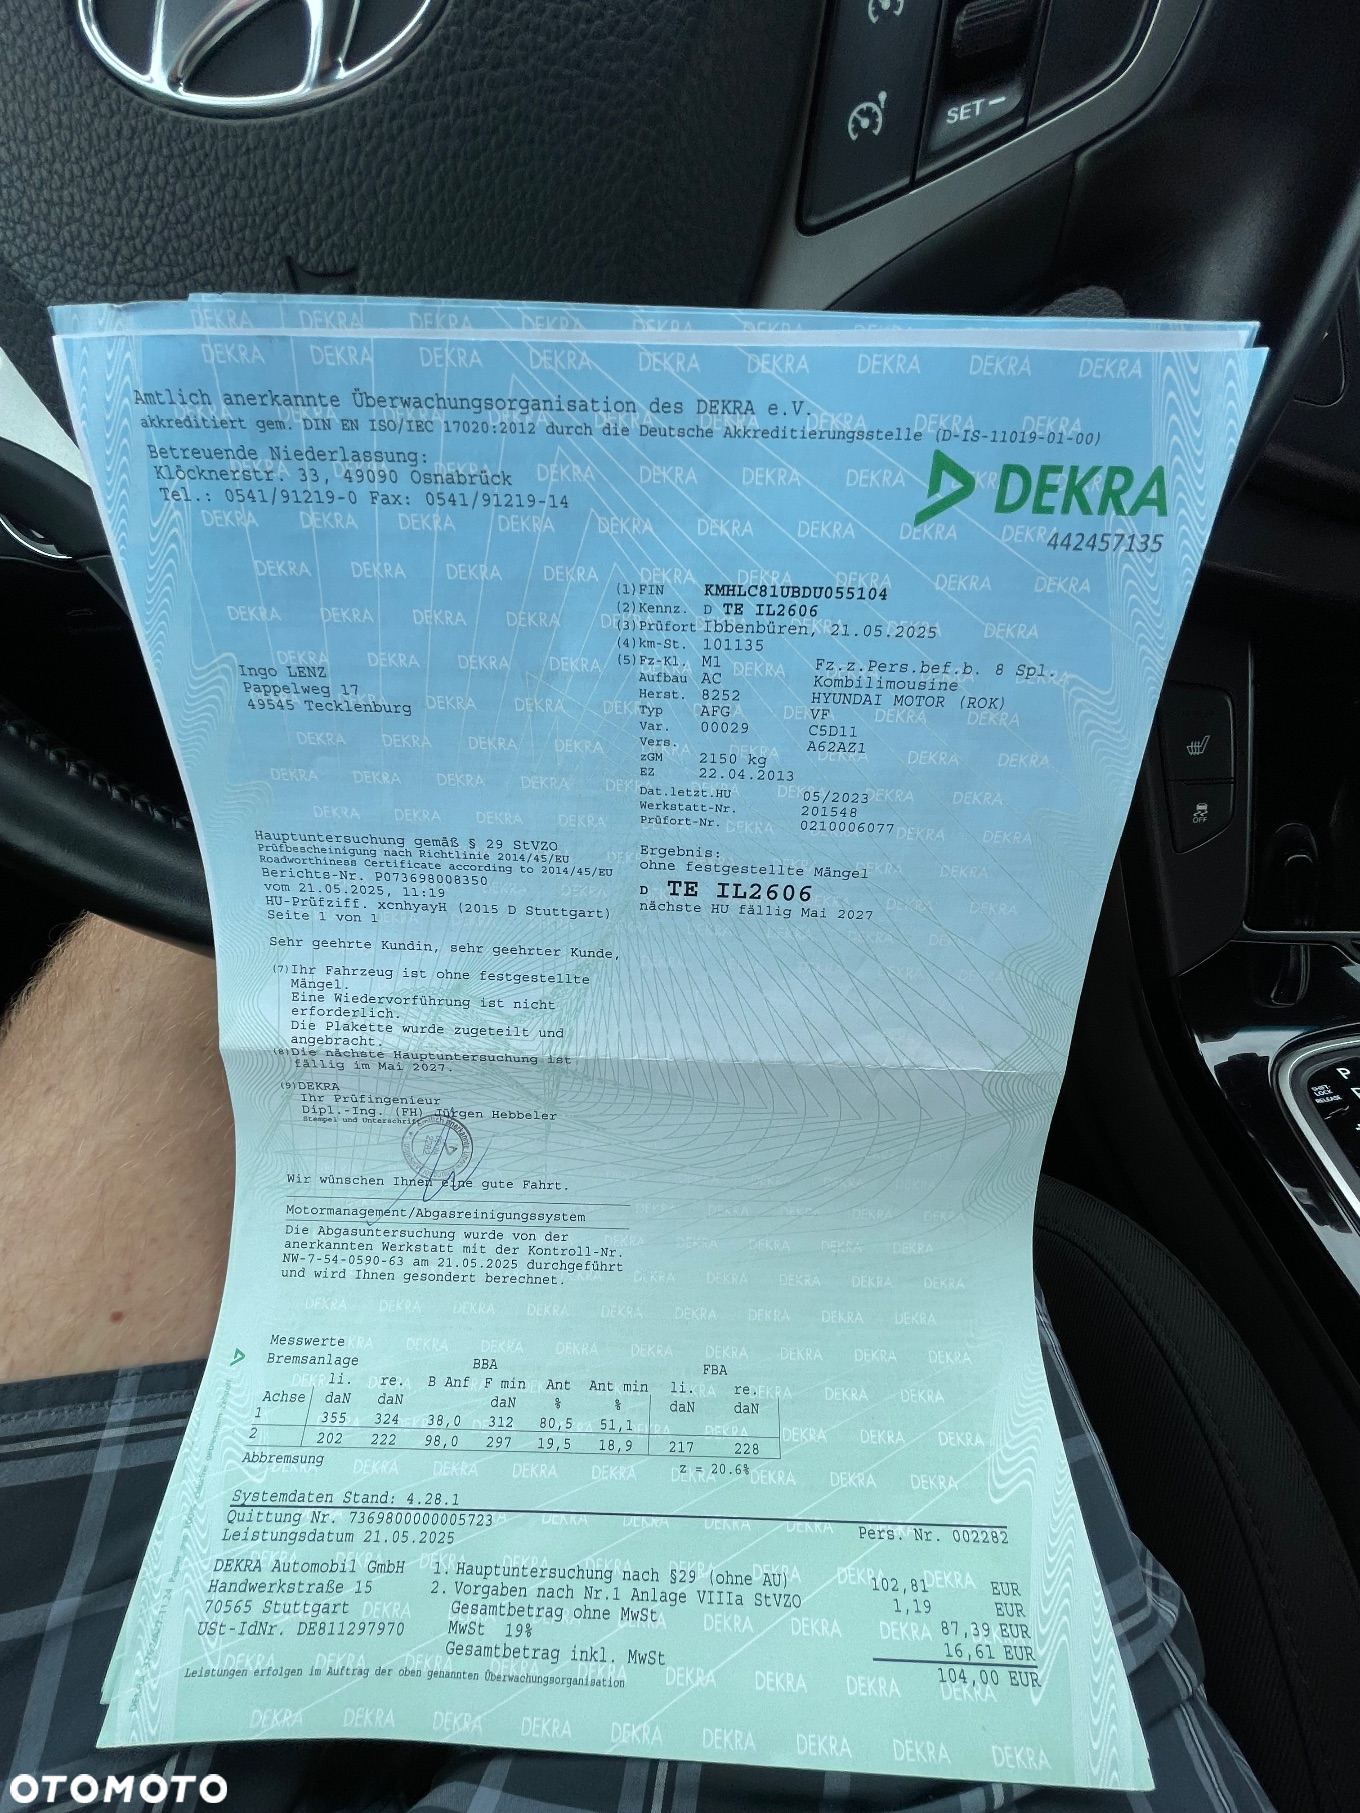 SET−
Amtlich anerkannte Überwachungsorganisation des DEKRA e.V.
akkreditiert gem. DIN EN ISO/IEC 17020:2012 durch die Deutsche Akkreditierungsstelle (D-IS-11019-01-00)
Betreuende Niederlassung:
Klöcknerstr. 33, 49090 Osnabrück
Tel.: 0541/91219-0 Fax: 0541/91219-14
DEKRA
442457135
(1)FIN KMHLC81UBDU055104
(2)Kennz. D TE IL2606
(3)Prüfort Ibbenbüren, 21.05.2025
(4)km-St. 101135
(5)Fz-Kl. M1 Fz.z.Pers.bef.b. 8 Spl.
Aufbau AC Kombilimousine
Herst. 8252 HYUNDAI MOTOR (ROK)
Typ AFG VF
Var. 00029 C5D11
Vers. A62AZ1
zGM 2150 kg
EZ 22.04.2013
Dat.letzt.HU 05/2023
Werkstatt-Nr. 201548
Prüfort-Nr. 0210006077
Ingo LENZ
Pappelweg 17
49545 Tecklenburg
Ergebnis:
ohne festgestellte Mängel
D TE IL2606
nächste HU fällig Mai 2027
Hauptuntersuchung gemäß § 29 StVZO
Prüfbescheinigung nach Richtlinie 2014/45/EU
Roadworthiness Certificate according to 2014/45/EU
Berichts-Nr. P073698008350
vom 21.05.2025, 11:19
HU-Prüfziff. xcnhyayH (2015 D Stuttgart)
Seite 1 von 1
Sehr geehrte Kundin, sehr geehrter Kunde,
(7)Ihr Fahrzeug ist ohne festgestellte
Mängel.
Eine Wiedervorführung ist nicht
erforderlich.
Die Plakette wurde zugeteilt und
angebracht.
(8)Die nächste Hauptuntersuchung ist
fällig im Mai 2027.
(9)DEKRA
Ihr Prüfingenieur
Dipl.-Ing. (FH) Jürgen Hebbeler
Stempel und Unterschrift
Wir wünschen Ihnen eine gute Fahrt.
Motormanagement/Abgasreinigungssystem
Die Abgasuntersuchung wurde von der
anerkannten Werkstatt mit der Kontroll-Nr.
NW-7-54-0590-63 am 21.05.2025 durchgeführt
und wird Ihnen gesondert berechnet.
Messwerte
Bremsanlage BBA FBA
li. re. B Anf F min Ant Ant min li. re.
Achse daN daN daN % % daN daN
1 355 324 38,0 312 80,5 51,1
2 202 222 98,0 297 19,5 18,9 217 228
Abbremsung z = 20.6%
Systemdaten Stand: 4.28.1
Quittung Nr. 7369800000005723 Pers. Nr. 002282
Leistungsdatum 21.05.2025
DEKRA Automobil GmbH 1. Hauptuntersuchung nach §29 (ohne AU) 102,81 EUR
Handwerkstraße 15 2. Vorgaben nach Nr.1 Anlage VIIIa StVZO 1,19 EUR
70565 Stuttgart Gesamtbetrag ohne MwSt 87,39 EUR
USt-IdNr. DE811297970 MwSt 19% 16,61 EUR
Gesamtbetrag inkl. MwSt 104,00 EUR
Leistungen erfolgen im Auftrag der oben genannten Überwachungsorganisation
OFF
P
SHIFT
LOCK
RELEASE
OTOMOTO